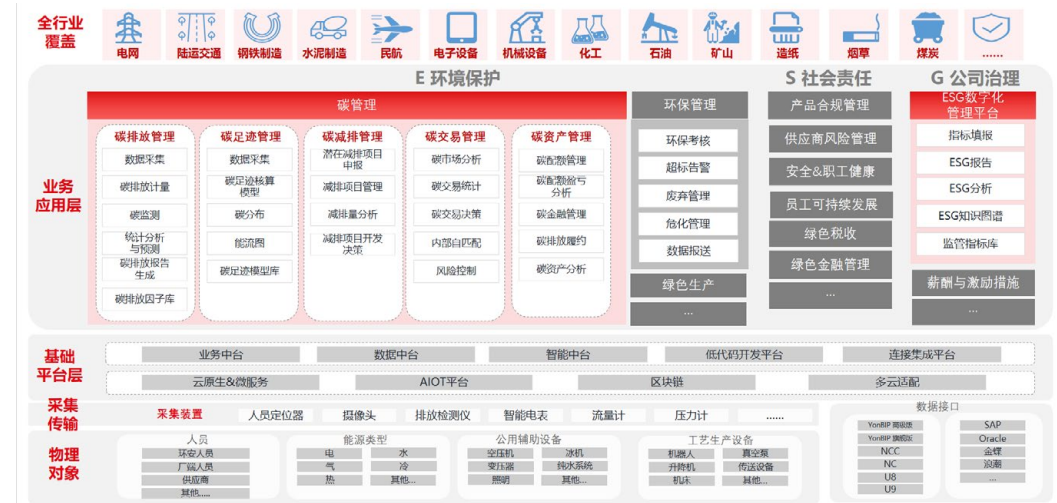 全行业
覆盖
电网
陆运交通
钢铁制造
水泥制造
民航
电子设备
机械设备
化工
石油
矿山
造纸
烟草
煤炭
......
业务
应用层
E 环境保护
碳管理
碳排放管理
数据采集
碳排放计量
碳监测
统计分析
与预测
碳排放报告
生成
碳排放因子库
碳足迹管理
数据采集
碳足迹核算
模型
碳分布
能流图
碳足迹模型库
碳减排管理
潜在减排项目
申报
减排项目管理
减排量分析
减排项目开发
决策
碳交易管理
碳市场分析
碳交易统计
碳交易决策
内部自匹配
风险控制
碳资产管理
碳配额管理
碳配额盈亏
分析
碳金融管理
碳排放履约
碳资产分析
环保管理
环保考核
超标告警
废弃管理
危化管理
数据报送
绿色生产
...
S 社会责任
产品合规管理
供应商风险管理
安全&职工健康
员工可持续发展
绿色税收
绿色金融管理
...
G 公司治理
ESG数字化
管理平台
指标填报
ESG报告
ESG分析
ESG知识图谱
监管指标库
薪酬与激励措施
...
基础
平台层
业务中台
数据中台
智能中台
低代码开发平台
连接集成平台
云原生&微服务
AIOT平台
区块链
多云适配
采集
传输
采集装置
人员定位器
摄像头
排放检测仪
智能电表
流量计
压力计
......
物理
对象
人员
环安人员
厂端人员
供应商
其他......
能源类型
电
水
气
冷
热
其他...
公用辅助设备
空压机
冰机
变压器
纯水系统
照明
其他...
工艺生产设备
机器人
真空泵
升降机
传送设备
机床
其他...
数据接口
YonBIP 高级版
YonBIP 旗舰版
NCC
NC
U8
U9
SAP
Oracle
金蝶
浪潮
...